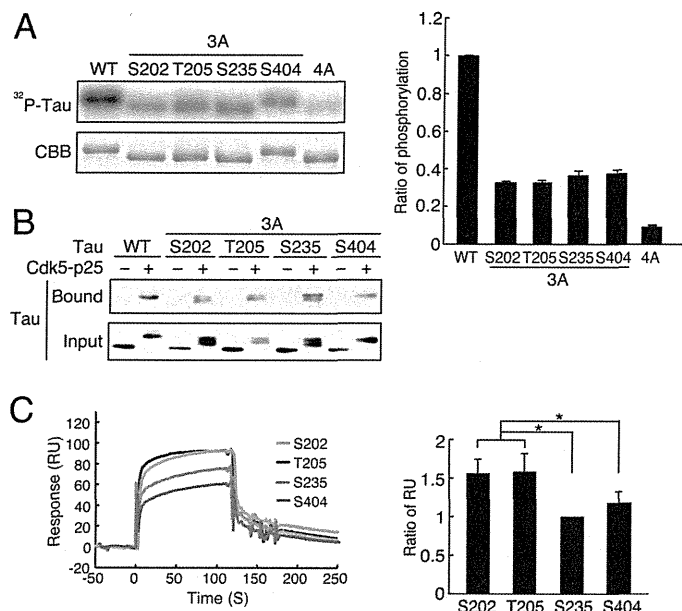 A
3A
WT S202 T205 S235 S404 4A
32P-Tau
CBB
Ratio of phosphorylation
1.2
1
0.8
0.6
0.4
0.2
0
WT S202 T205 S235 S404 4A
3A
B
3A
Tau WT S202 T205 S235 S404
Cdk5-p25 − + − + − + − + − +
Tau
Bound
Input
C
Response (RU)
120
100
80
60
40
20
0
-20
-50 0 50 100 150 200 250
Time (S)
S202
T205
S235
S404
Ratio of RU
2
1.5
1
0.5
0
*
*
S202 T205 S235 S404